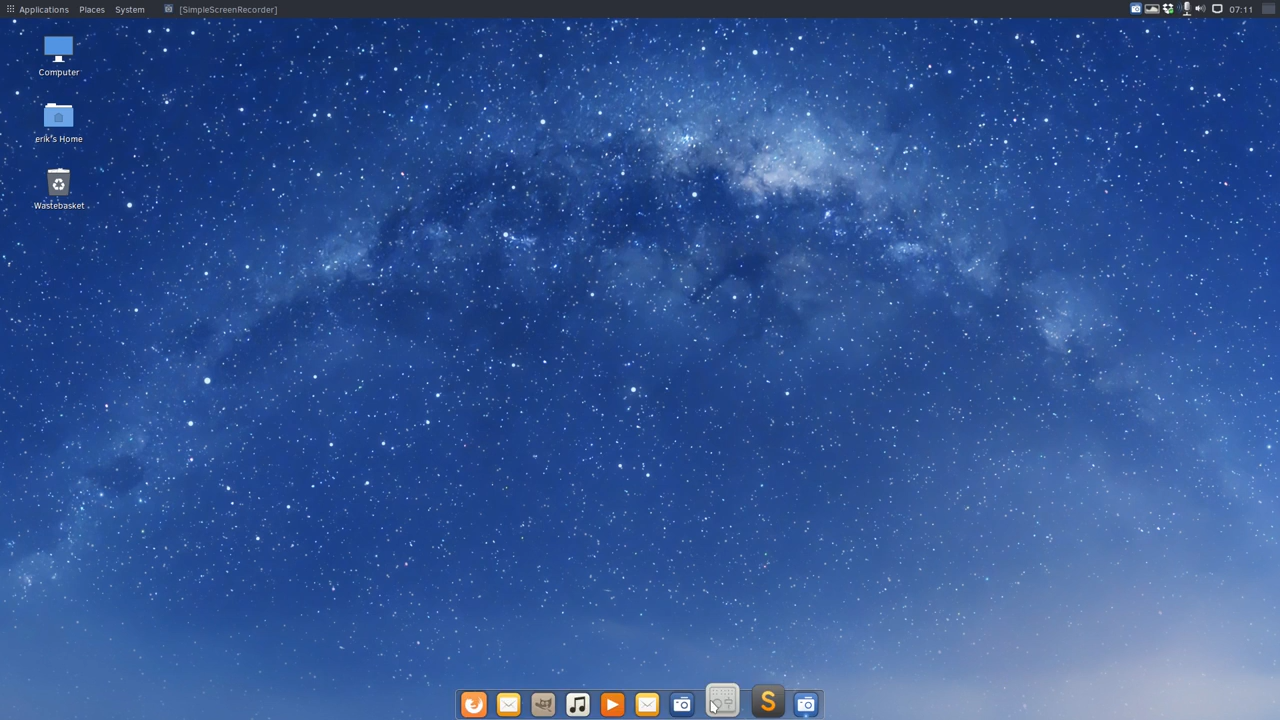 Applications Places System [SimpleScreenRecorder] 07:11
Computer
erik's Home
Wastebasket
S